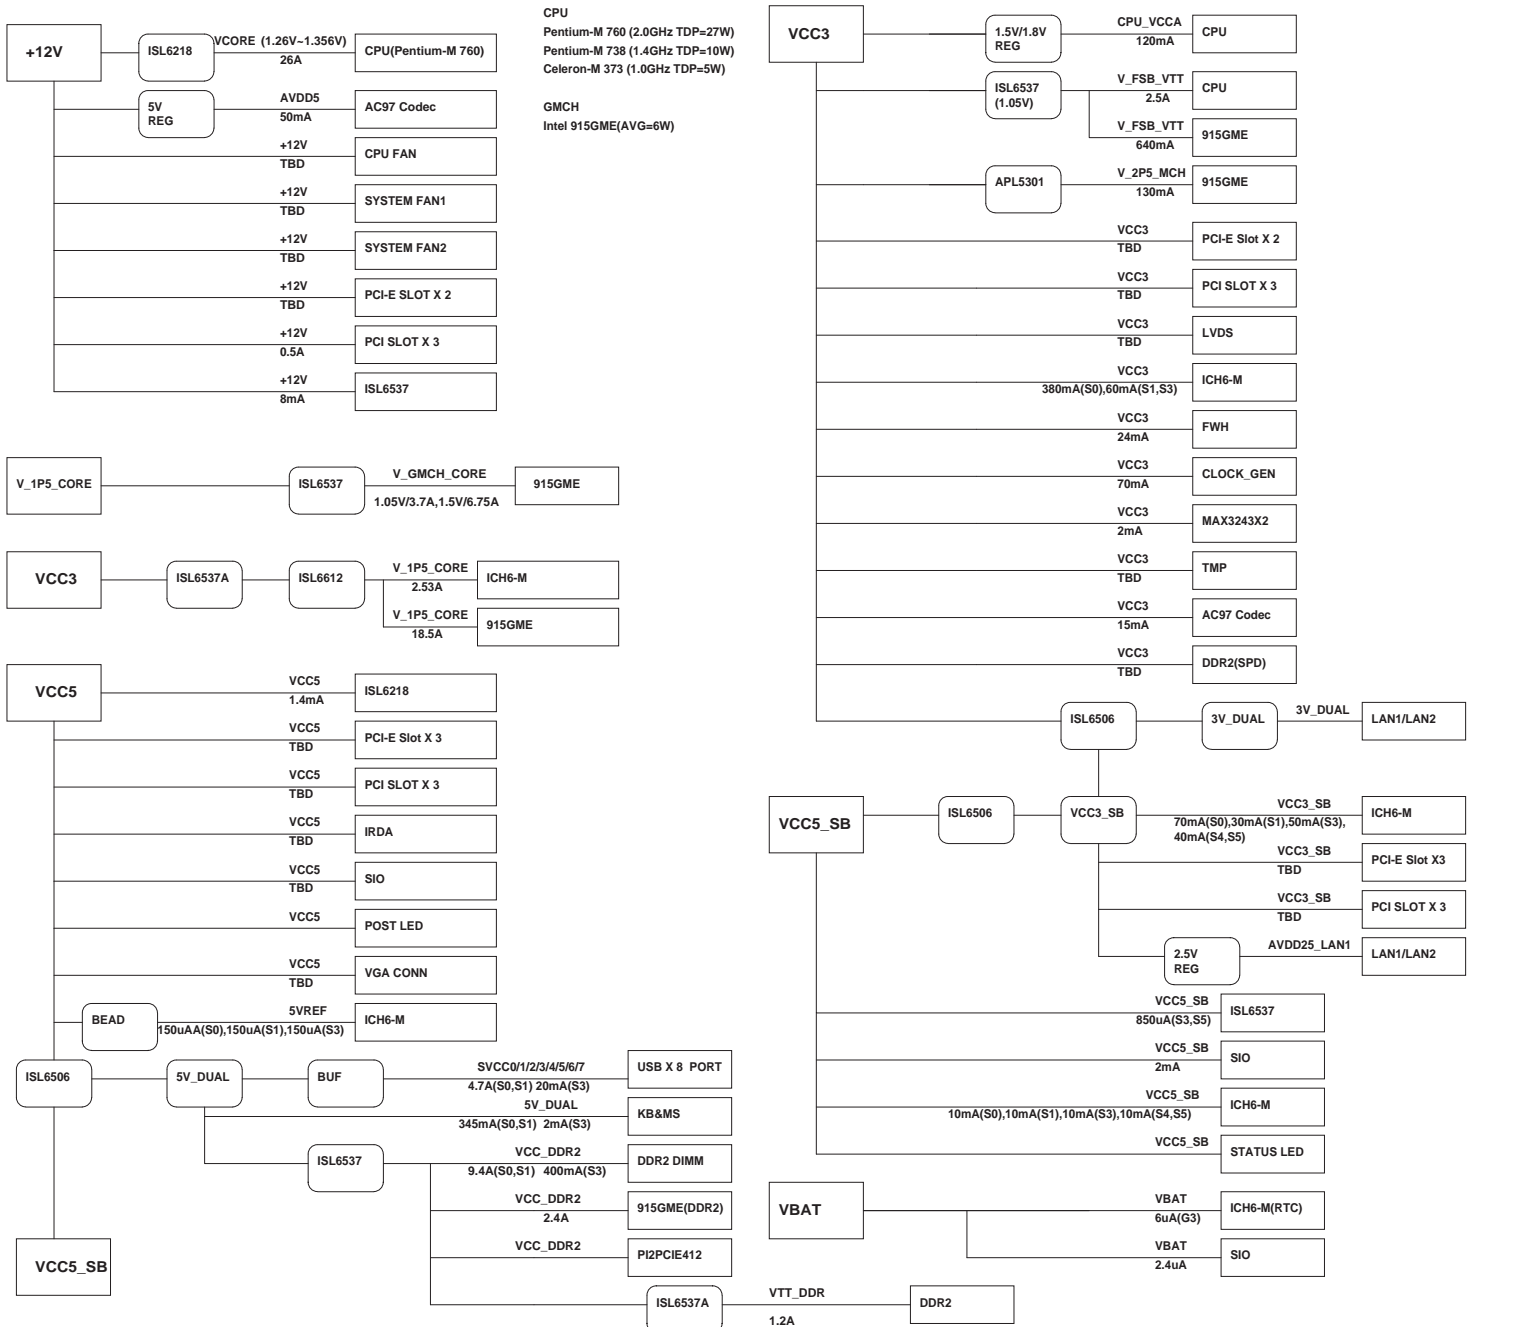 CPU
Pentium-M 760 (2.0GHz TDP=27W)
Pentium-M 738 (1.4GHz TDP=10W)
Celeron-M 373 (1.0GHz TDP=5W)
GMCH
Intel 915GME(AVG=6W)
+12V
ISL6218
VCORE (1.26V~1.356V)
26A
CPU(Pentium-M 760)
5V
REG
AVDD5
50mA
AC97 Codec
+12V
TBD
CPU FAN
+12V
TBD
SYSTEM FAN1
+12V
TBD
SYSTEM FAN2
+12V
TBD
PCI-E SLOT X 2
+12V
0.5A
PCI SLOT X 3
+12V
8mA
ISL6537
V_1P5_CORE
ISL6537
V_GMCH_CORE
1.05V/3.7A,1.5V/6.75A
915GME
VCC3
ISL6537A
ISL6612
V_1P5_CORE
2.53A
ICH6-M
V_1P5_CORE
18.5A
915GME
VCC5
VCC5
1.4mA
ISL6218
VCC5
TBD
PCI-E Slot X 3
VCC5
TBD
PCI SLOT X 3
VCC5
TBD
IRDA
VCC5
TBD
SIO
VCC5
POST LED
VCC5
TBD
VGA CONN
BEAD
5VREF
150uAA(S0),150uA(S1),150uA(S3)
ICH6-M
ISL6506
5V_DUAL
BUF
SVCC0/1/2/3/4/5/6/7
4.7A(S0,S1) 20mA(S3)
USB X 8 PORT
5V_DUAL
345mA(S0,S1) 2mA(S3)
KB&MS
ISL6537
VCC_DDR2
9.4A(S0,S1) 400mA(S3)
DDR2 DIMM
VCC_DDR2
2.4A
915GME(DDR2)
VCC_DDR2
PI2PCIE412
VCC5_SB
ISL6537A
VTT_DDR
1.2A
DDR2
VCC3
1.5V/1.8V
REG
CPU_VCCA
120mA
CPU
ISL6537
(1.05V)
V_FSB_VTT
2.5A
CPU
V_FSB_VTT
640mA
915GME
APL5301
V_2P5_MCH
130mA
915GME
VCC3
TBD
PCI-E Slot X 2
VCC3
TBD
PCI SLOT X 3
VCC3
TBD
LVDS
VCC3
380mA(S0),60mA(S1,S3)
ICH6-M
VCC3
24mA
FWH
VCC3
70mA
CLOCK_GEN
VCC3
2mA
MAX3243X2
VCC3
TBD
TMP
VCC3
15mA
AC97 Codec
VCC3
TBD
DDR2(SPD)
ISL6506
3V_DUAL
3V_DUAL
LAN1/LAN2
VCC5_SB
ISL6506
VCC3_SB
VCC3_SB
70mA(S0),30mA(S1),50mA(S3),
40mA(S4,S5)
ICH6-M
VCC3_SB
TBD
PCI-E Slot X3
VCC3_SB
TBD
PCI SLOT X 3
2.5V
REG
AVDD25_LAN1
LAN1/LAN2
VCC5_SB
850uA(S3,S5)
ISL6537
VCC5_SB
2mA
SIO
VCC5_SB
10mA(S0),10mA(S1),10mA(S3),10mA(S4,S5)
ICH6-M
VCC5_SB
STATUS LED
VBAT
VBAT
6uA(G3)
ICH6-M(RTC)
VBAT
2.4uA
SIO